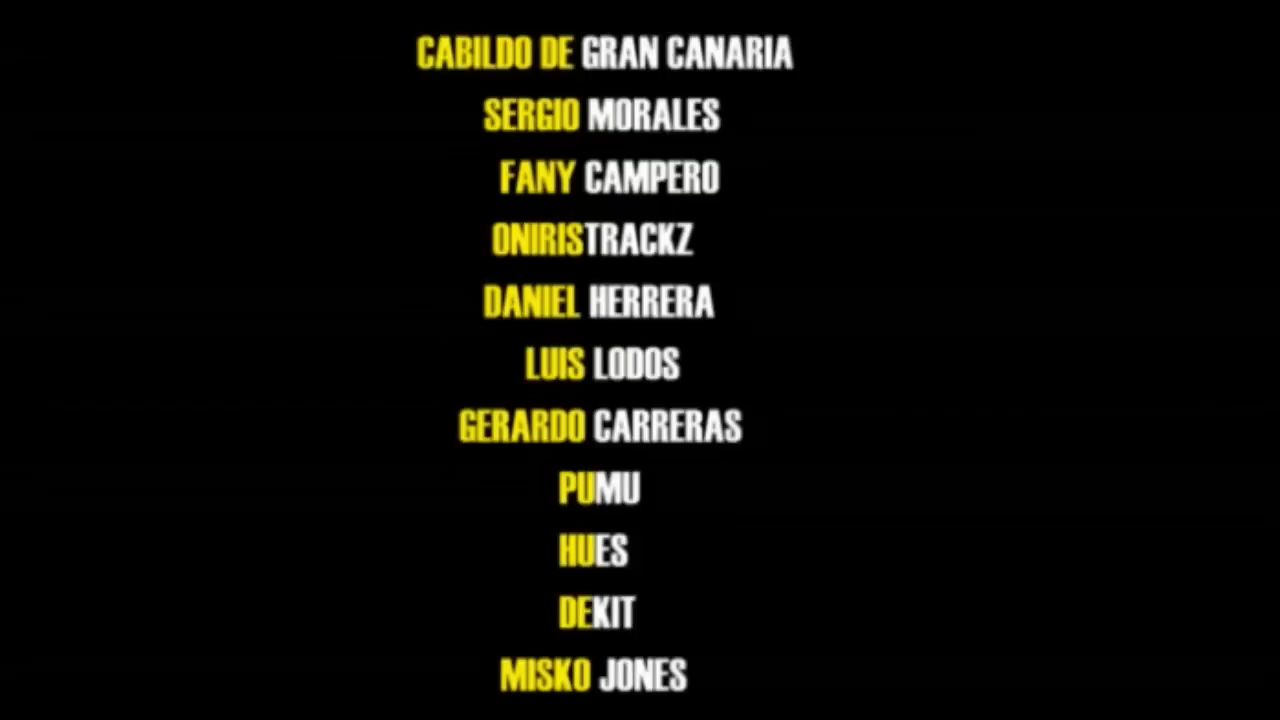 CABILDO DE GRAN CANARIA
SERGIO MORALES
FANY CAMPERO
ONIRISTRACKZ
DANIEL HERRERA
LUIS LODOS
GERARDO CARRERAS
PUMU
HUES
DEKIT
MISKO JONES